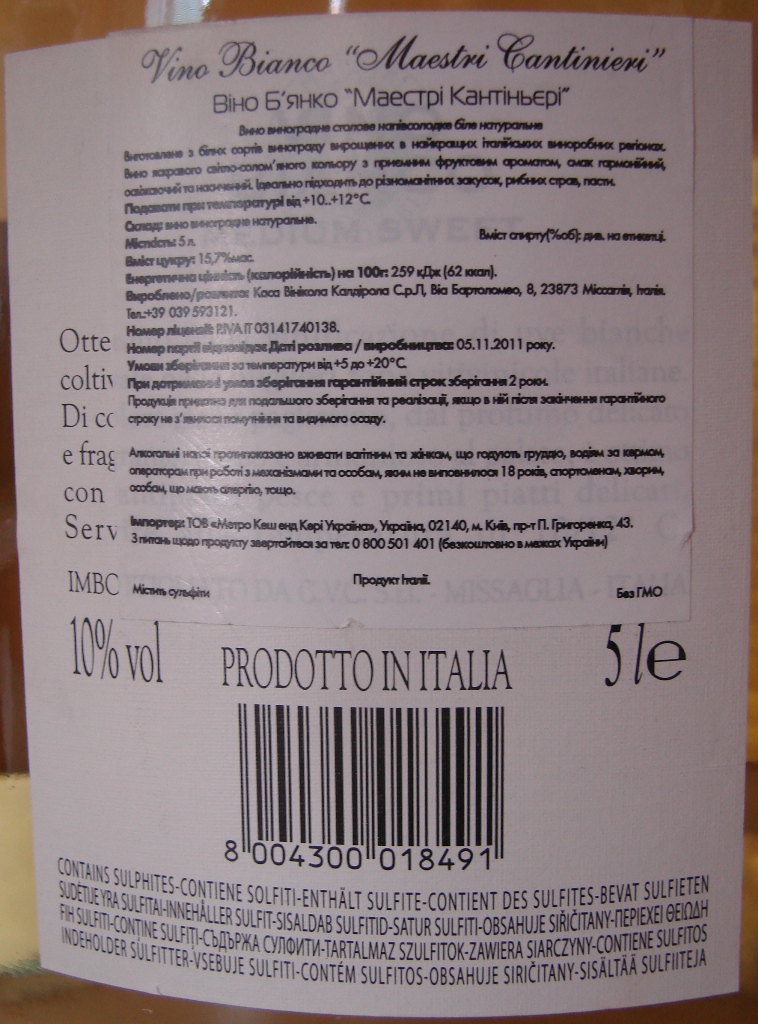 Vino Bianco "Maestri Cantinieri"
Віно Б'янко "Маестрі Кантіньєрі"
Вино виноградне столове напівсолодке біле натуральне
Виготовлене з білих сортів винограду вирощених в найкращих італійських виноробних регіонах.
Вино яскравого світло-солом'яного кольору з приємним фруктовим ароматом, смак гармонійний,
освіжаючий та насичений. Ідеально підходить до різноманітних закусок, рибних страв, пасти.
Подавати при температурі від +10..+12°С
MEDIUM SWEET
Склад: вино виноградне натуральне.
Місткість: 5 л. Вміст спирту(%об): див. на етикетці.
Вміст цукру: 15,7%мас.
Енергетична цінність (калорійність) на 100г: 259 кДж (62 ккал).
Вироблено/розлито: Каса Вінікола Калдірола С.р.Л, Віа Бартоломео, 8, 23873 Міссаглія, Італія.
Тел.:+39 039 593121.
Номер ліцензії: P.IVA IT 03141740138.
Номер партії відповідає Даті розлива / виробництва: 05.11.2011 року.
Умови зберігання: за температури від +5 до +20°С
При дотриманні умов зберігання гарантійний строк зберігання 2 роки.
Продукція придатна для подальшого зберігання та реалізації, якщо в ній після закінчення гарантійного
строку не з'явилося помутніння та видимого осаду.
Алкогольні напої протипоказано вживати вагітним та жінкам, що годують груддю, водіям за кермом,
операторам при роботі з механізмами та особам, яким не виповнилося 18 років, спортсменам, хворим,
особам, що мають алергію, тощо.
Імпортер: ТОВ «Метро Кеш енд Кері Україна», Україна, 02140, м. Київ, пр-т П. Григоренка, 43.
З питань щодо продукту звертайтеся за тел: 0 800 501 401 (безкоштовно в межах України)
Продукт Італії.
Містить сульфіти Без ГМО
Otte
coltiv
Di co
e frag
con
Serv
IMBO
10% vol PRODOTTO IN ITALIA 5 l e
8 004300 018491
CONTAINS SULPHITES-CONTIENE SOLFITI-ENTHÄLT SULFITE-CONTIENT DES SULFITES-BEVAT SULFIETEN
SUDĖTUJE YRA SULFITAI-INNEHÅLLER SULFIT-SISALDAB SULFITID-SATUR SULFITI-OBSAHUJE SIŘIČITANY-ΠΕΡΙΕΧΕΙ ΘΕΙΩΔΗ
FIH SULFITI-CONTINE SULFIŢI-СЪДЪРЖА СУЛФИТИ-TARTALMAZ SZULFITOK-ZAWIERA SIARCZYNY-CONTIENE SULFITOS
INDEHOLDER SULFITTER-VSEBUJE SULFITI-CONTÉM SULFITOS-OBSAHUJE SIRIČITANY-SISÄLTÄÄ SULFIITEJA